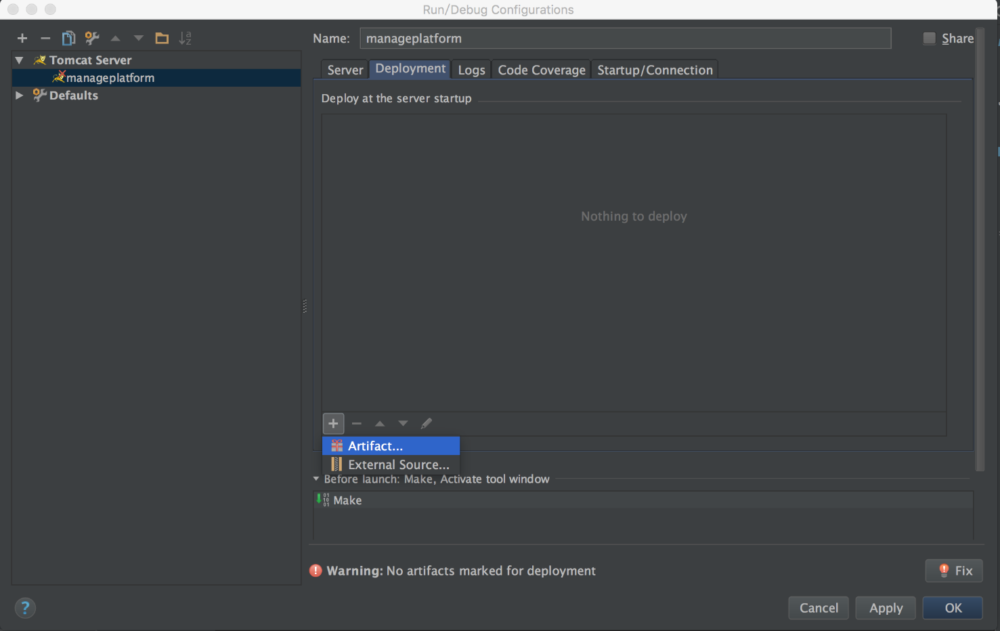 Run/Debug Configurations
Name: manageplatform Share
Tomcat Server
manageplatform
Defaults
Server Deployment Logs Code Coverage Startup/Connection
Deploy at the server startup
Nothing to deploy
Artifact...
External Source...
Before launch: Make, Activate tool window
Make
Warning: No artifacts marked for deployment
Fix
? Cancel Apply OK